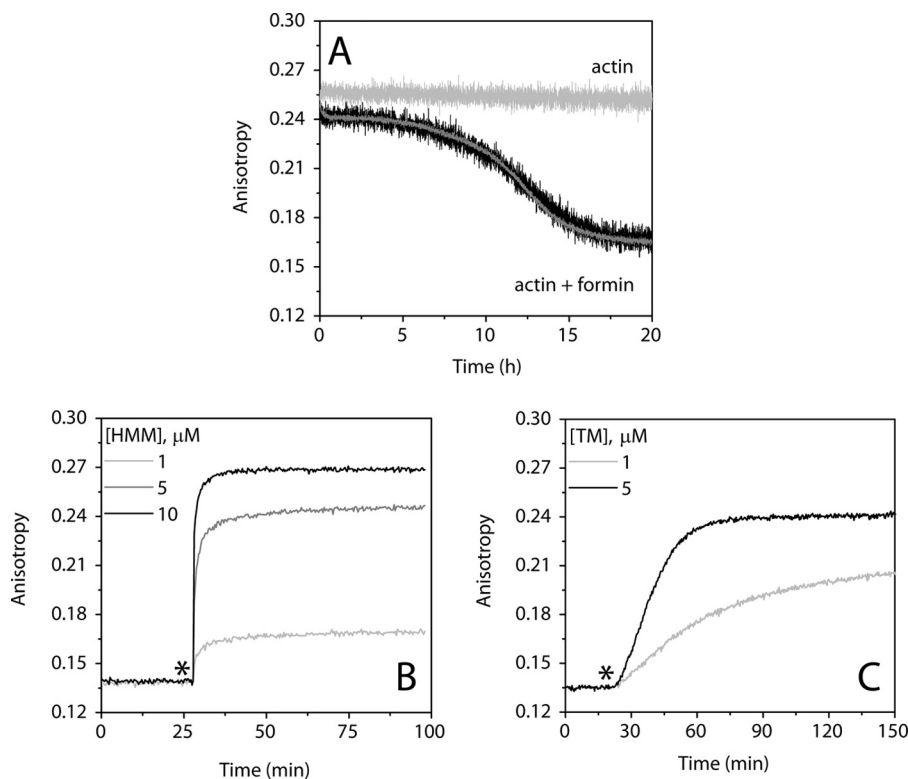 A
actin
actin + formin
Anisotropy
0.30
0.27
0.24
0.21
0.18
0.15
0.12
0 5 10 15 20
Time (h)
[HMM], μM
1
5
10
Anisotropy
0.30
0.27
0.24
0.21
0.18
0.15
0.12
*
B
0 25 50 75 100
Time (min)
[TM], μM
1
5
Anisotropy
0.30
0.27
0.24
0.21
0.18
0.15
0.12
*
C
0 30 60 90 120 150
Time (min)